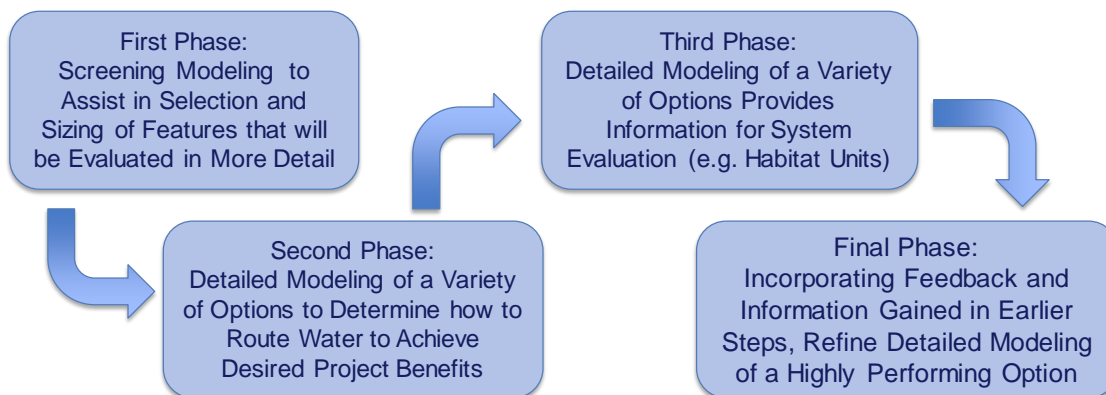 First Phase:
Screening Modeling to
Assist in Selection and
Sizing of Features that will
be Evaluated in More Detail
Second Phase:
Detailed Modeling of a Variety
of Options to Determine how to
Route Water to Achieve
Desired Project Benefits
Third Phase:
Detailed Modeling of a Variety
of Options Provides
Information for System
Evaluation (e.g. Habitat Units)
Final Phase:
Incorporating Feedback and
Information Gained in Earlier
Steps, Refine Detailed Modeling
of a Highly Performing Option